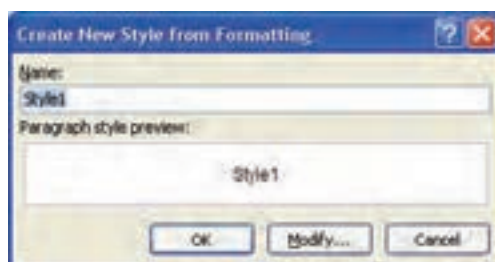 Create New Style from Formatting
Name:
Style1
Paragraph style preview:
Style1
OK Modify... Cancel